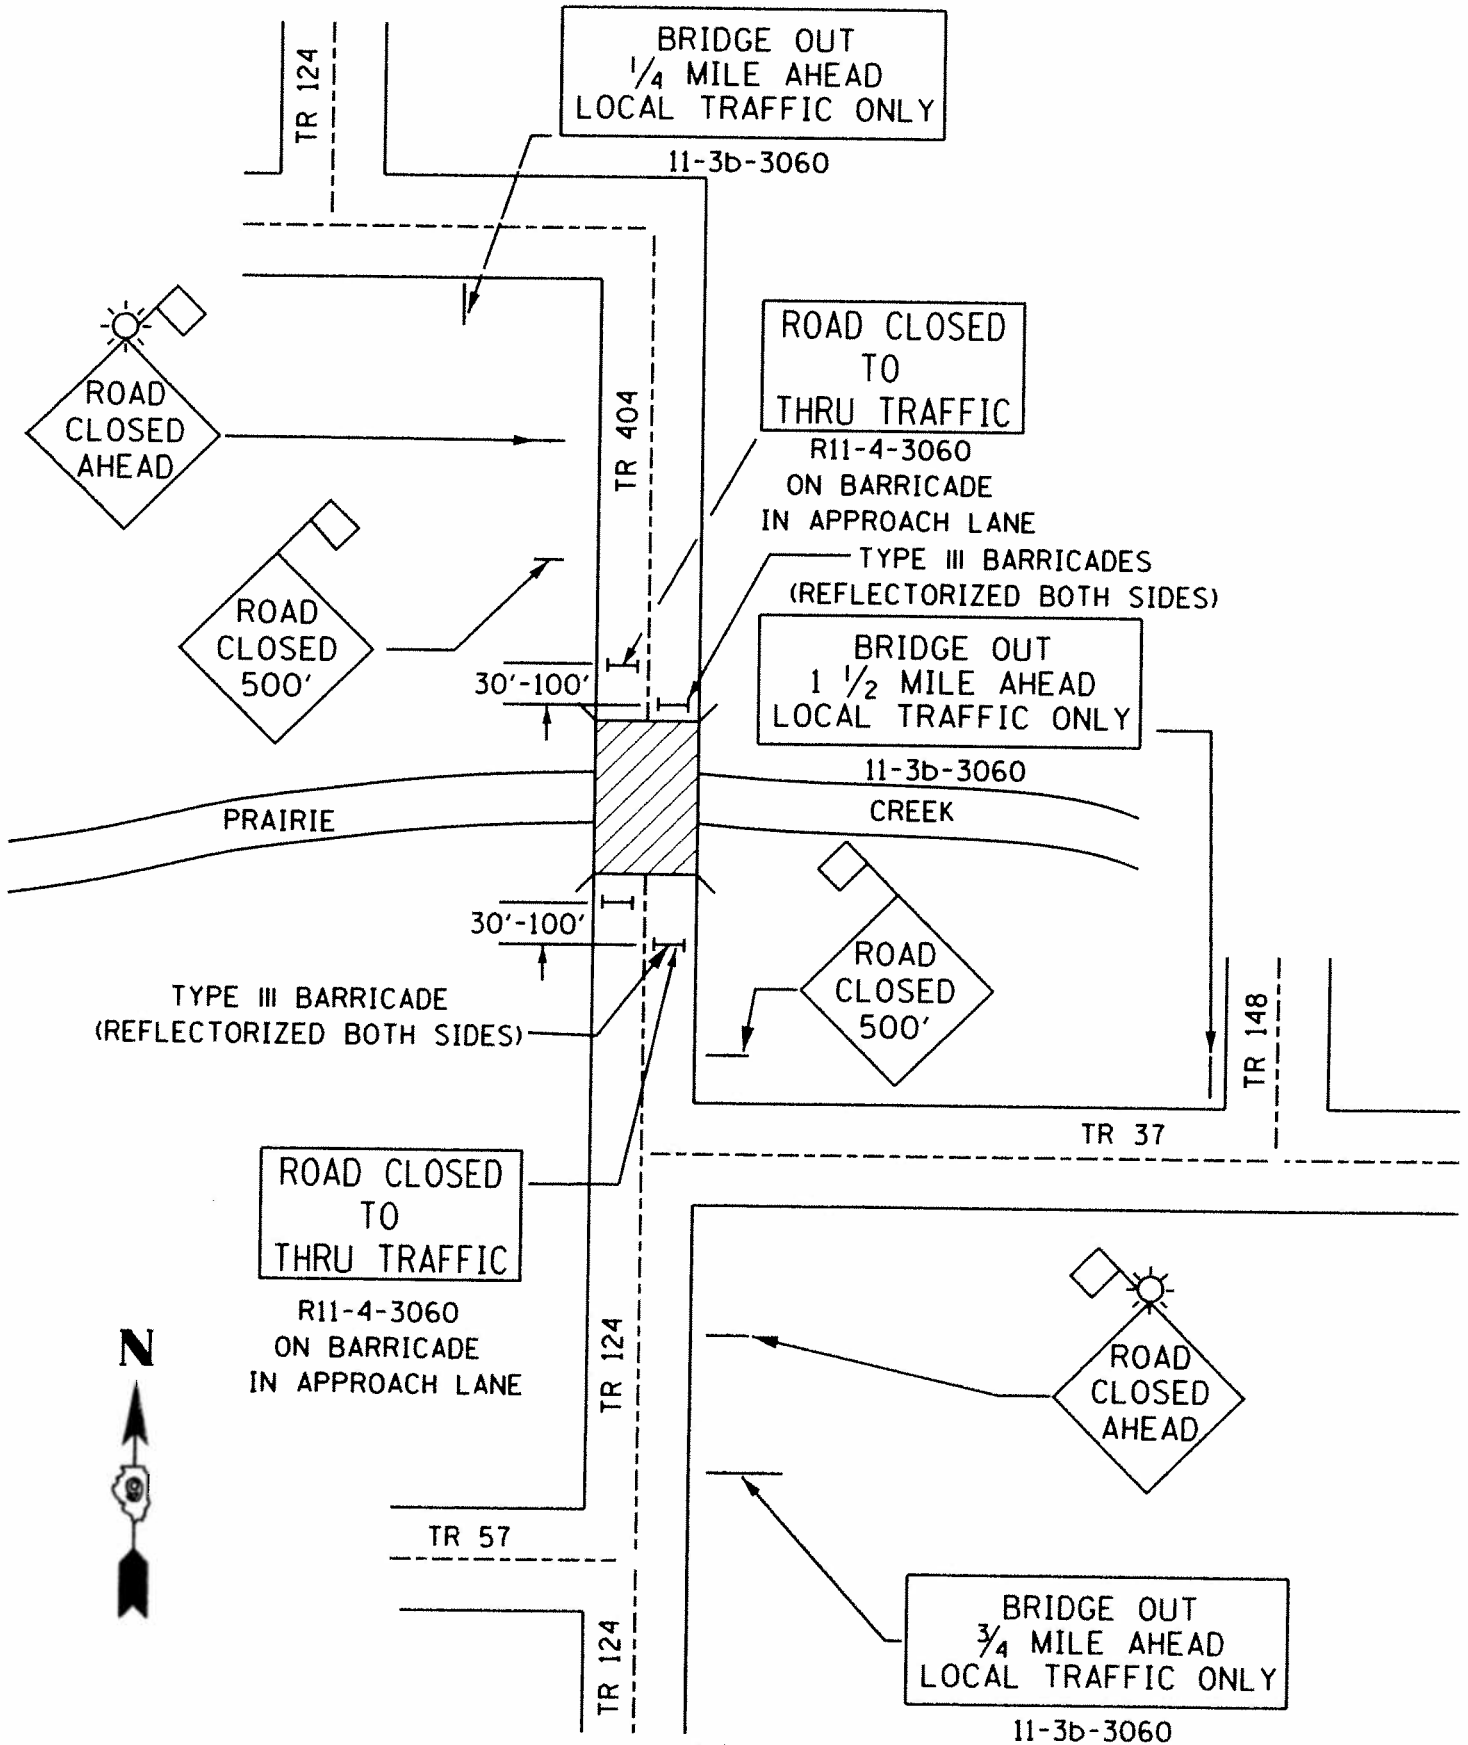 TR 124
BRIDGE OUT
1/4 MILE AHEAD
LOCAL TRAFFIC ONLY
11-3b-3060
ROAD
CLOSED
AHEAD
TR 404
ROAD CLOSED
TO
THRU TRAFFIC
R11-4-3060
ON BARRICADE
IN APPROACH LANE
TYPE III BARRICADES
(REFLECTORIZED BOTH SIDES)
ROAD
CLOSED
500'
30'-100'
BRIDGE OUT
1 1/2 MILE AHEAD
LOCAL TRAFFIC ONLY
11-3b-3060
PRAIRIE
CREEK
30'-100'
TYPE III BARRICADE
(REFLECTORIZED BOTH SIDES)
ROAD
CLOSED
500'
TR 148
TR 37
ROAD CLOSED
TO
THRU TRAFFIC
R11-4-3060
ON BARRICADE
IN APPROACH LANE
N
TR 124
ROAD
CLOSED
AHEAD
TR 57
TR 124
BRIDGE OUT
3/4 MILE AHEAD
LOCAL TRAFFIC ONLY
11-3b-3060